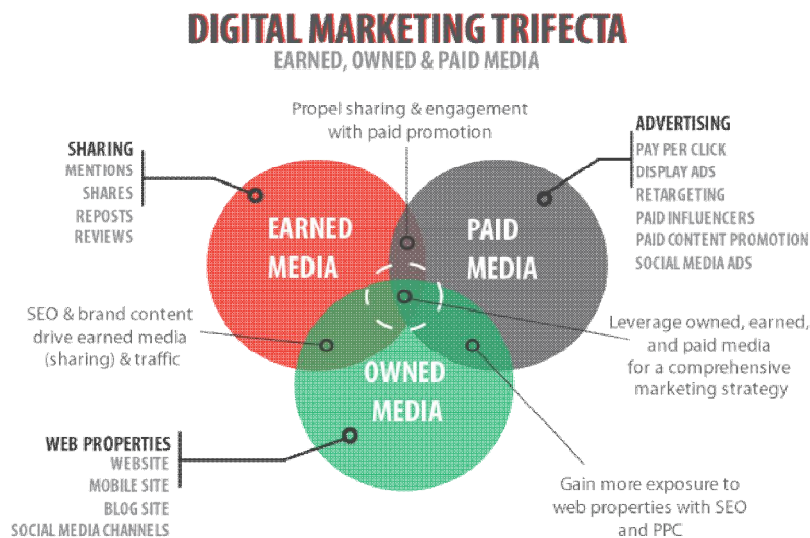 DIGITAL MARKETING TRIFECTA
EARNED, OWNED & PAID MEDIA
Propel sharing & engagement
with paid promotion
SHARING
MENTIONS
SHARES
REPOSTS
REVIEWS
ADVERTISING
PAY PER CLICK
DISPLAY ADS
RETARGETING
PAID INFLUENCERS
PAID CONTENT PROMOTION
SOCIAL MEDIA ADS
EARNED
MEDIA
PAID
MEDIA
SEO & brand content
drive earned media
(sharing) & traffic
Leverage owned, earned,
and paid media
for a comprehensive
marketing strategy
OWNED
MEDIA
WEB PROPERTIES
WEBSITE
MOBILE SITE
BLOG SITE
SOCIAL MEDIA CHANNELS
Gain more exposure to
web properties with SEO
and PPC